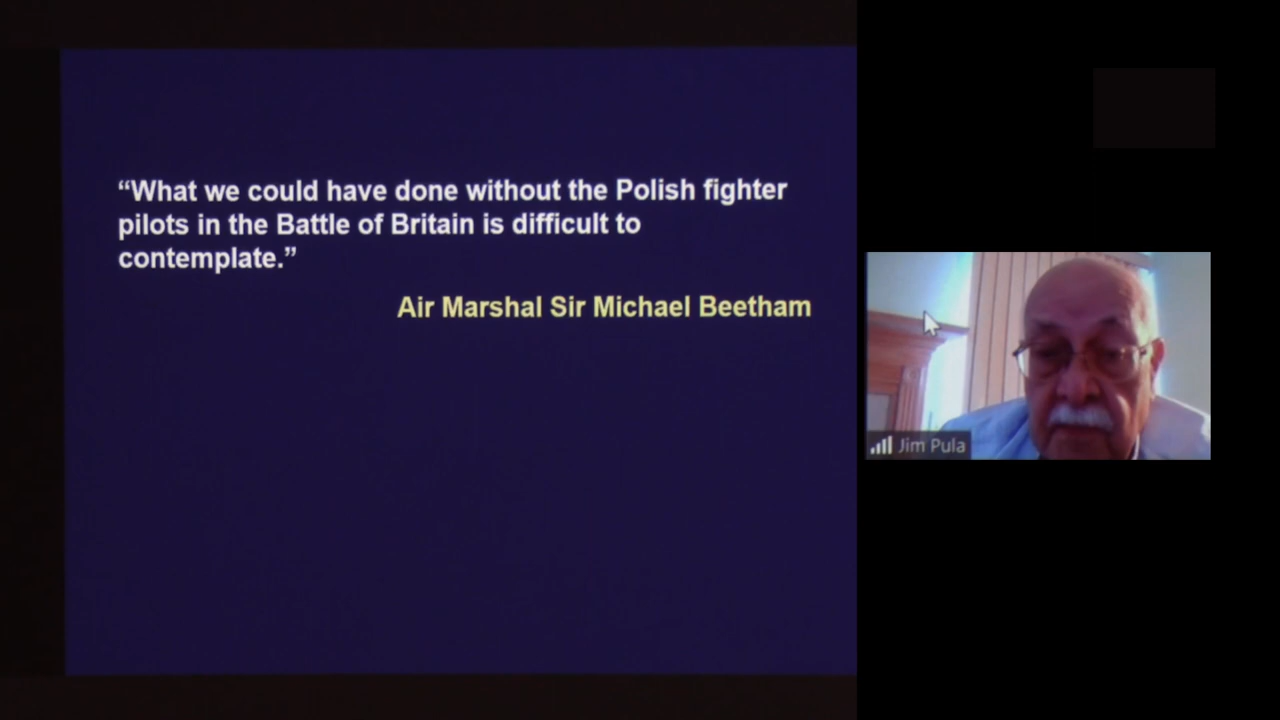 “What we could have done without the Polish fighter
pilots in the Battle of Britain is difficult to
contemplate.”
Air Marshal Sir Michael Beetham
Jim Pula